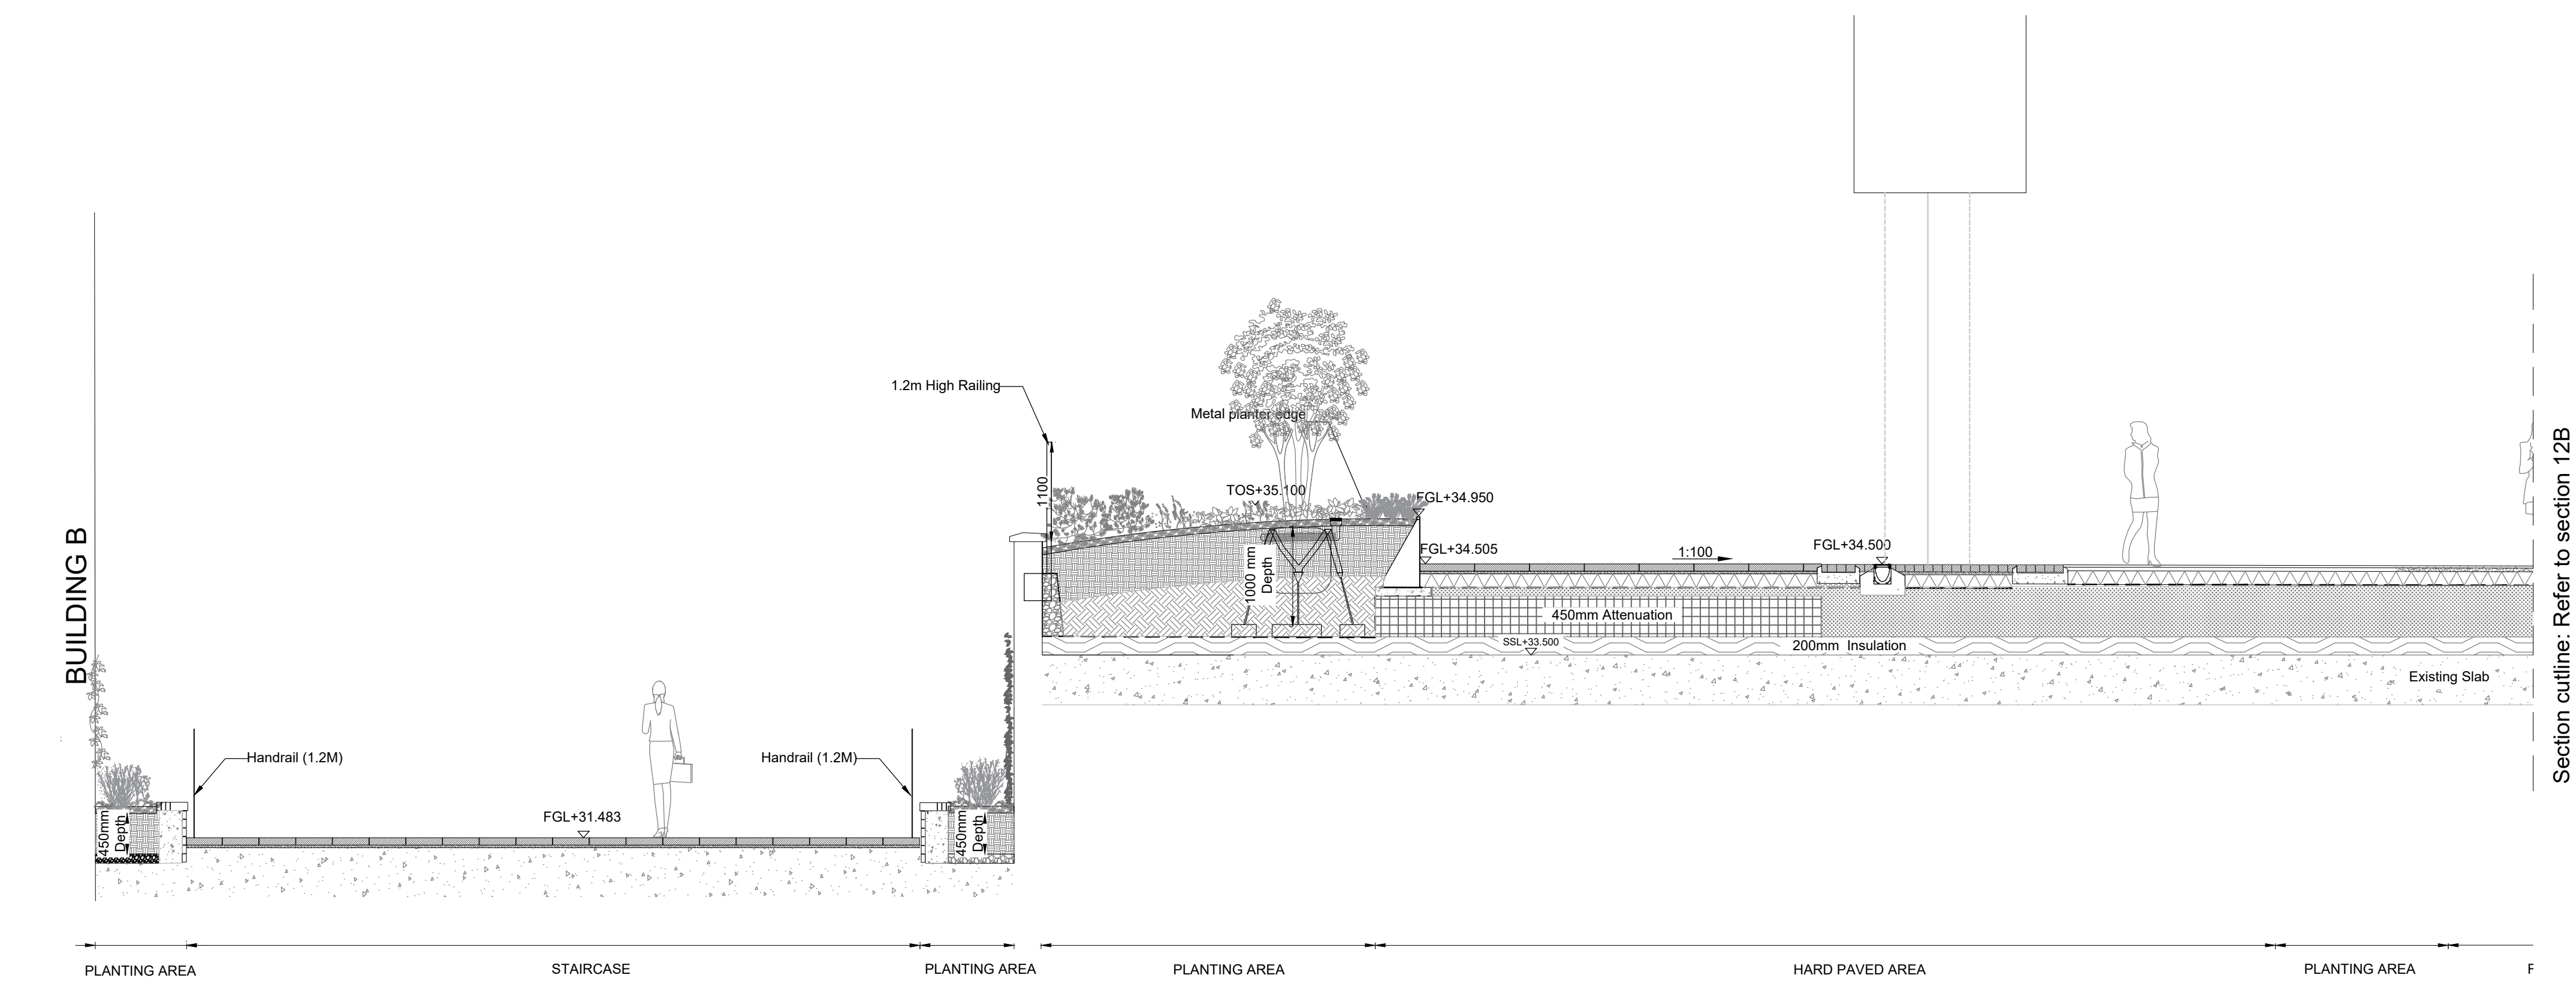 1.2m High Railing
Metal planter edge
1100
TOS+35.100
FGL+34.950
FGL+34.505
1:100
FGL+34.500
1000 mm
Depth
450mm Attenuation
SSL+33.500
200mm Insulation
Existing Slab
BUILDING B
Section cutline: Refer to section 12B
Handrail (1.2M)
Handrail (1.2M)
FGL+31.483
450mm
Depth
450mm
Depth
PLANTING AREA
STAIRCASE
PLANTING AREA
PLANTING AREA
HARD PAVED AREA
PLANTING AREA
F